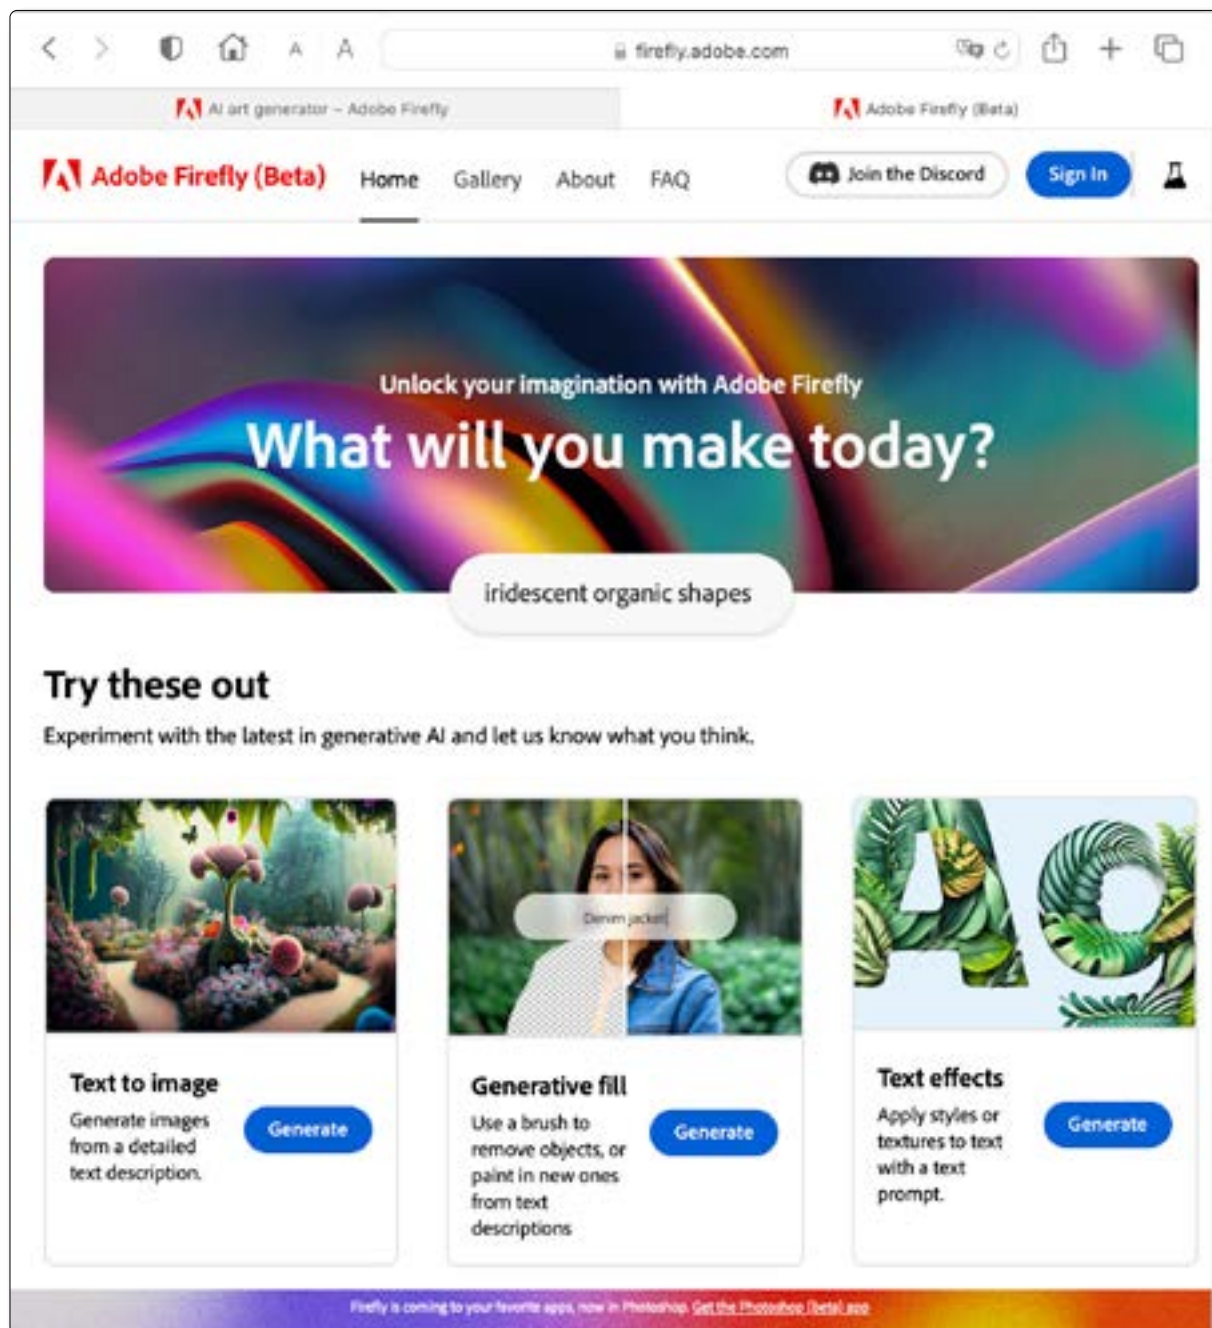 A A firefly.adobe.com
AI art generator – Adobe Firefly Adobe Firefly (Beta)
Adobe Firefly (Beta) Home Gallery About FAQ Join the Discord Sign In
Unlock your imagination with Adobe Firefly
What will you make today?
iridescent organic shapes
Try these out
Experiment with the latest in generative AI and let us know what you think.
Denim jacket
Ag
Text to image
Generate images
from a detailed
text description.
Generate
Generative fill
Use a brush to
remove objects, or
paint in new ones
from text
descriptions
Generate
Text effects
Apply styles or
textures to text
with a text
prompt.
Generate
Firefly is coming to your favorite apps, now in Photoshop. Get the Photoshop (beta) app